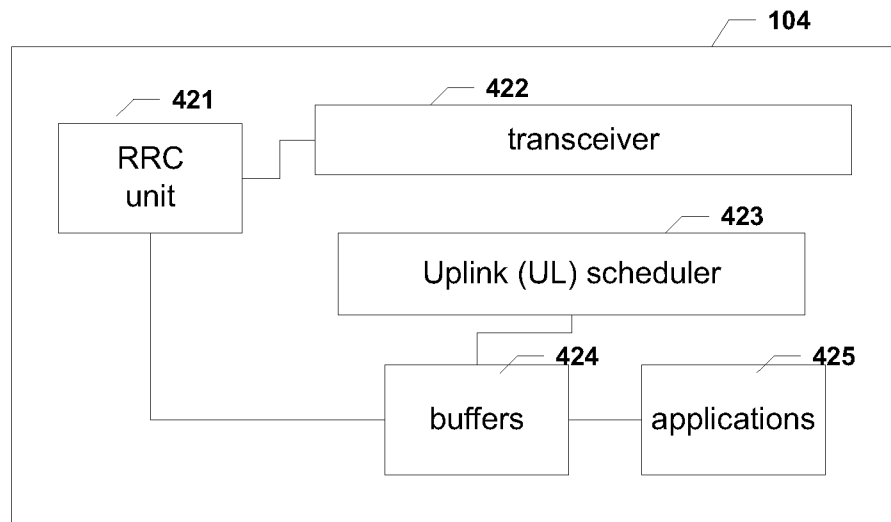 104
421
RRC
unit
422
transceiver
423
Uplink (UL) scheduler
424
buffers
425
applications